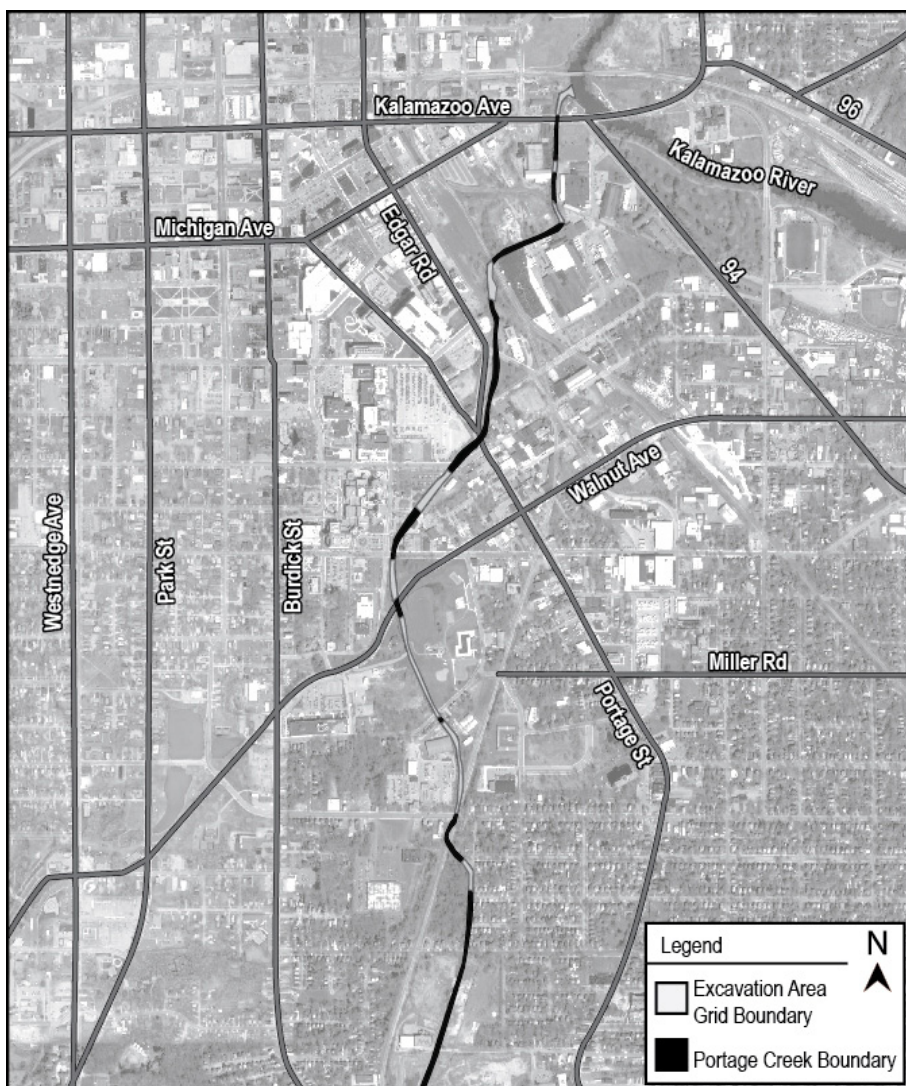 Kalamazoo Ave
96
Kalamazoo River
Michigan Ave
Edgar Rd
94
Walnut Ave
Westnedge Ave
Park St
Burdick St
Miller Rd
Portage St
Legend
N
Excavation Area
Grid Boundary
Portage Creek Boundary